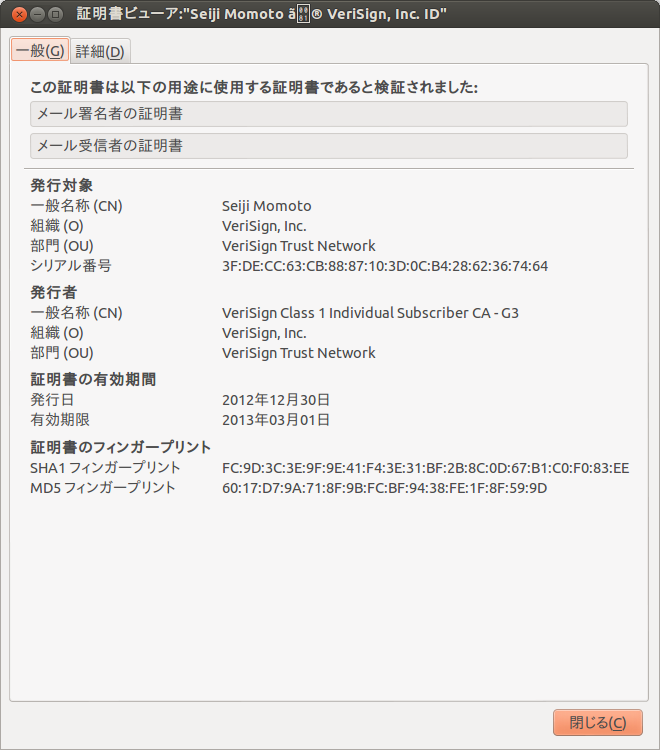 証明書ビューア:"Seiji Momoto ã® VeriSign, Inc. ID"
一般(G) 詳細(D)
この証明書は以下の用途に使用する証明書であると検証されました:
メール署名者の証明書
メール受信者の証明書
発行対象
一般名称 (CN) Seiji Momoto
組織 (O) VeriSign, Inc.
部門 (OU) VeriSign Trust Network
シリアル番号 3F:DE:CC:63:CB:88:87:10:3D:0C:B4:28:62:36:74:64
発行者
一般名称 (CN) VeriSign Class 1 Individual Subscriber CA - G3
組織 (O) VeriSign, Inc.
部門 (OU) VeriSign Trust Network
証明書の有効期間
発行日 2012年12月30日
有効期限 2013年03月01日
証明書のフィンガープリント
SHA1 フィンガープリント FC:9D:3C:3E:9F:9E:41:F4:3E:31:BF:2B:8C:0D:67:B1:C0:F0:83:EE
MD5 フィンガープリント 60:17:D7:9A:71:8F:9B:FC:BF:94:38:FE:1F:8F:59:9D
閉じる(C)